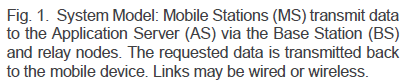 Fig. 1.  System Model: Mobile Stations (MS) transmit data
to the Application Server (AS) via the Base Station (BS)
and relay nodes. The requested data is transmitted back
to the mobile device. Links may be wired or wireless.